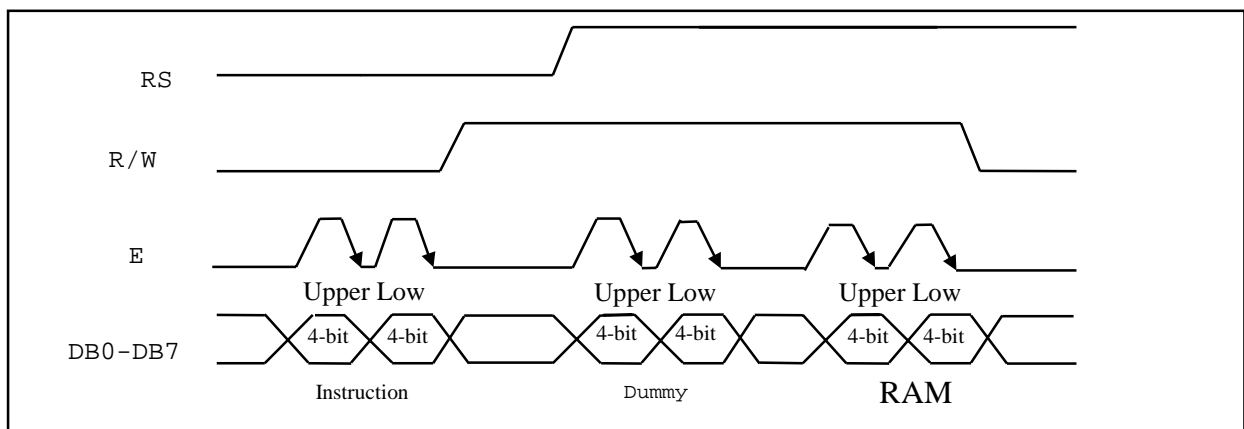 RS
R/W
E
Upper Low Upper Low Upper Low
DB0-DB7 4-bit 4-bit 4-bit 4-bit 4-bit 4-bit
Instruction Dummy RAM